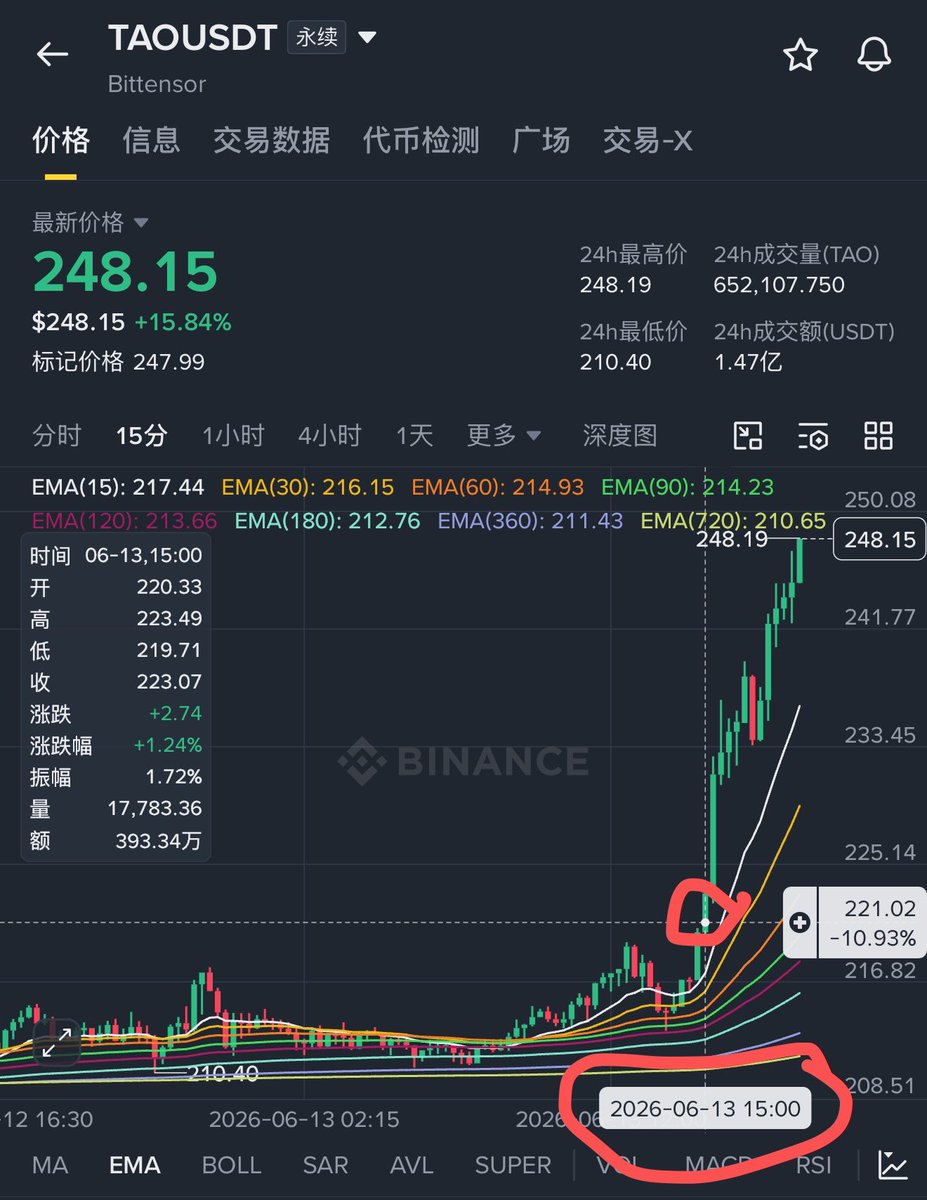 TAOUSDT 永续
Bittensor
价格 信息 交易数据 代币检测 广场 交易-X
最新价格
248.15
$248.15 +15.84%
标记价格 247.99
24h最高价 24h成交量(TAO)
248.19 652,107.750
24h最低价 24h成交额(USDT)
210.40 1.47亿
分时 15分 1小时 4小时 1天 更多 深度图
EMA(15): 217.44 EMA(30): 216.15 EMA(60): 214.93 EMA(90): 214.23
EMA(120): 213.66 EMA(180): 212.76 EMA(360): 211.43 EMA(720): 210.65
时间 06-13,15:00
开 220.33
高 223.49
低 219.71
收 223.07
涨跌 +2.74
涨跌幅 +1.24%
振幅 1.72%
量 17,783.36
额 393.34万
250.08
248.19
248.15
241.77
233.45
BINANCE
225.14
221.02
-10.93%
216.82
210.40
208.51
-12 16:30 2026-06-13 02:15 2026-06-13 15:00
MA EMA BOLL SAR AVL SUPER VOL MACD RSI